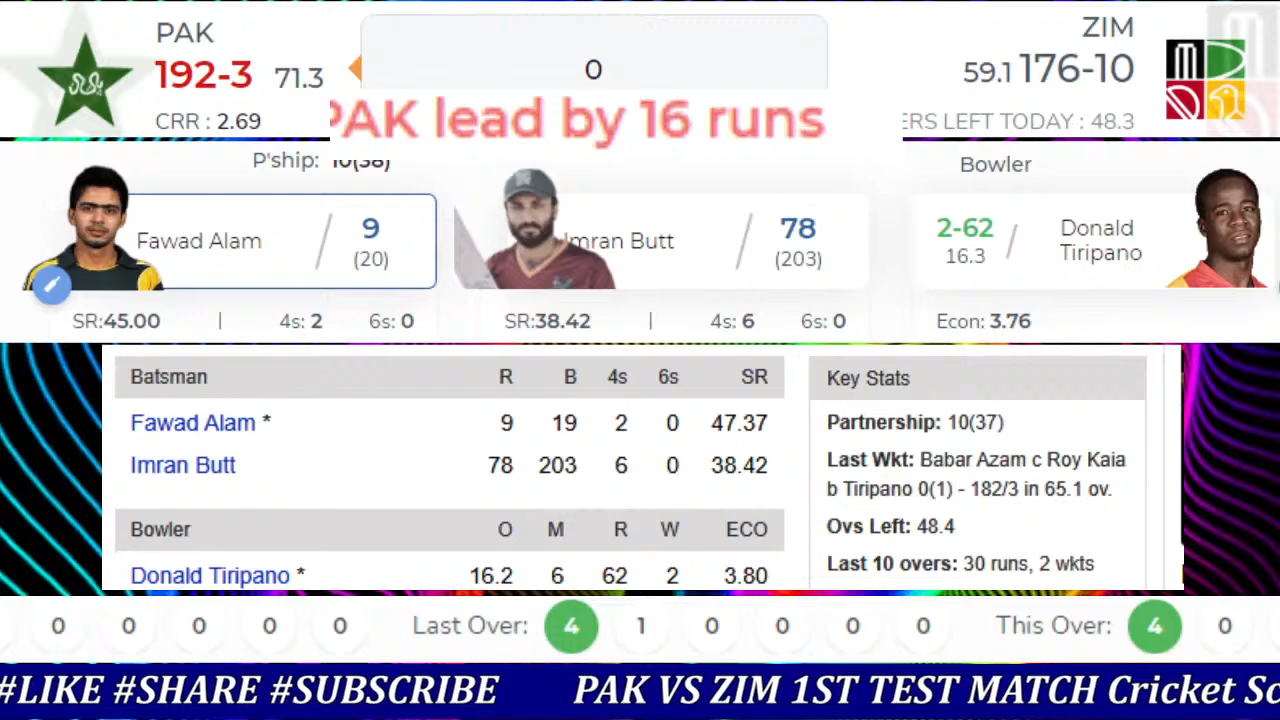 PAK
192-3 71.3
CRR : 2.69
0
PAK lead by 16 runs
ZIM
59.1 176-10
ERS LEFT TODAY : 48.3
P'ship: 10(38)
Fawad Alam 9
(20)
SR:45.00 | 4s: 2 6s: 0
Imran Butt 78
(203)
SR:38.42 | 4s: 6 6s: 0
Bowler
2-62
16.3
Donald
Tiripano
Econ: 3.76
Batsman R B 4s 6s SR
Fawad Alam * 9 19 2 0 47.37
Imran Butt 78 203 6 0 38.42
Bowler O M R W ECO
Donald Tiripano * 16.2 6 62 2 3.80
Key Stats
Partnership: 10(37)
Last Wkt: Babar Azam c Roy Kaia
b Tiripano 0(1) - 182/3 in 65.1 ov.
Ovs Left: 48.4
Last 10 overs: 30 runs, 2 wkts
0 0 0 0 0 Last Over: 4 1 0 0 0 0 This Over: 4 0
#LIKE #SHARE #SUBSCRIBE PAK VS ZIM 1ST TEST MATCH Cricket Sc